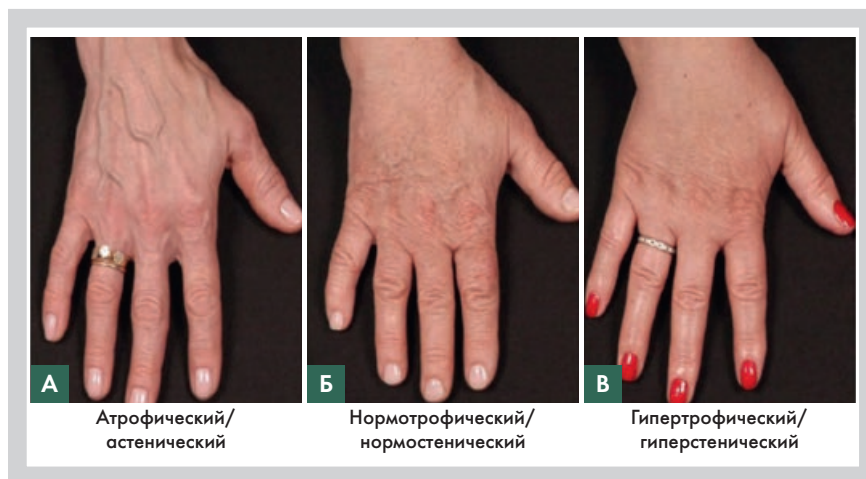 А
Атрофический/
астенический
Б
Нормотрофический/
нормостенический
В
Гипертрофический/
гиперстенический